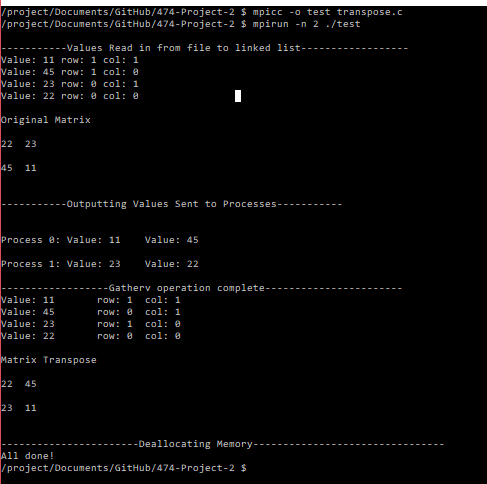 /project/Documents/GitHub/474-Project-2 $ mpicc -o test transpose.c
/project/Documents/GitHub/474-Project-2 $ mpirun -n 2 ./test
-----------Values Read in from file to linked list------------------
Value: 11 row: 1 col: 1
Value: 45 row: 1 col: 0
Value: 23 row: 0 col: 1
Value: 22 row: 0 col: 0
Original Matrix
22  23
45  11
-----------Outputting Values Sent to Processes-----------
Process 0: Value: 11    Value: 45
Process 1: Value: 23    Value: 22
------------------Gatherv operation complete-----------------------
Value: 11       row: 1  col: 1
Value: 45       row: 0  col: 1
Value: 23       row: 1  col: 0
Value: 22       row: 0  col: 0
Matrix Transpose
22  45
23  11
-----------------------Deallocating Memory--------------------------------
All done!
/project/Documents/GitHub/474-Project-2 $